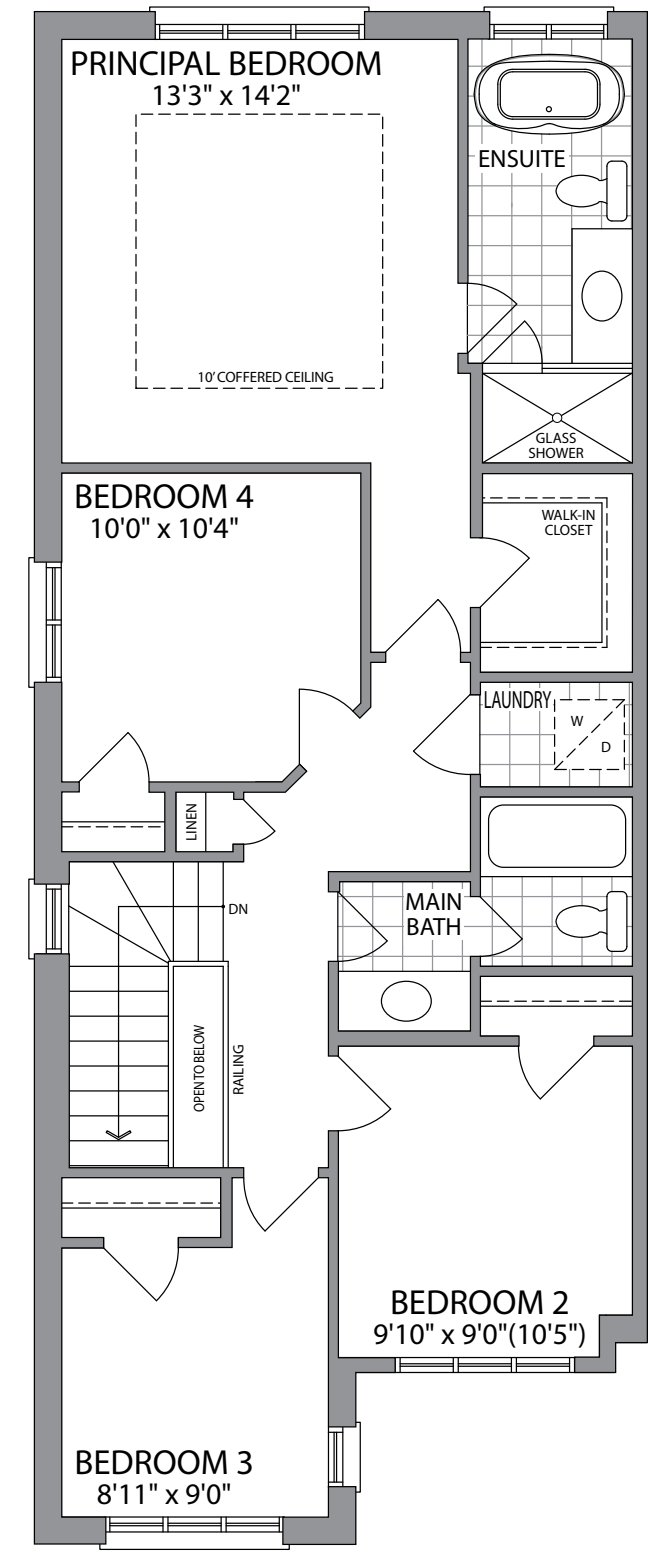 PRINCIPAL BEDROOM
13'3" x 14'2"
ENSUITE
10' COFFERED CEILING
GLASS
SHOWER
BEDROOM 4
10'0" x 10'4"
WALK-IN
CLOSET
LAUNDRY
W
D
LINEN
MAIN
BATH
DN
OPEN TO BELOW
RAILING
BEDROOM 2
9'10" x 9'0"(10'5")
BEDROOM 3
8'11" x 9'0"